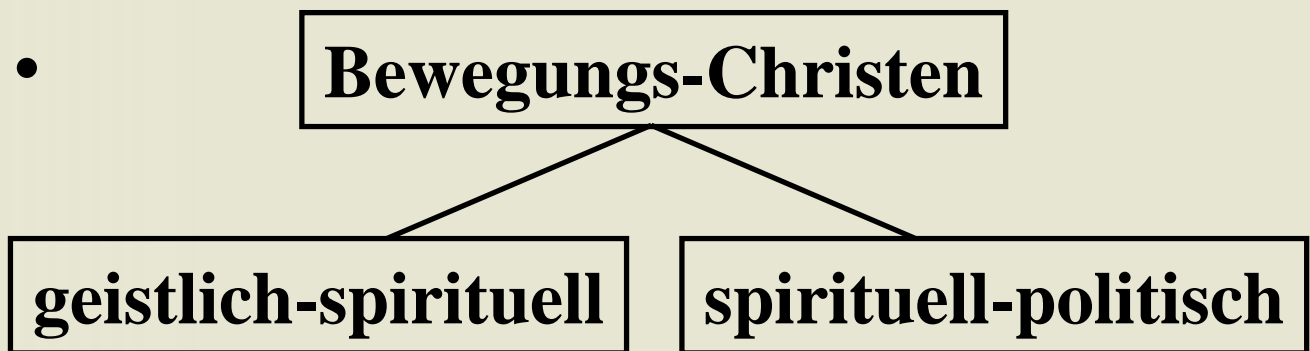 • Bewegungs-Christen
geistlich-spirituell spirituell-politisch